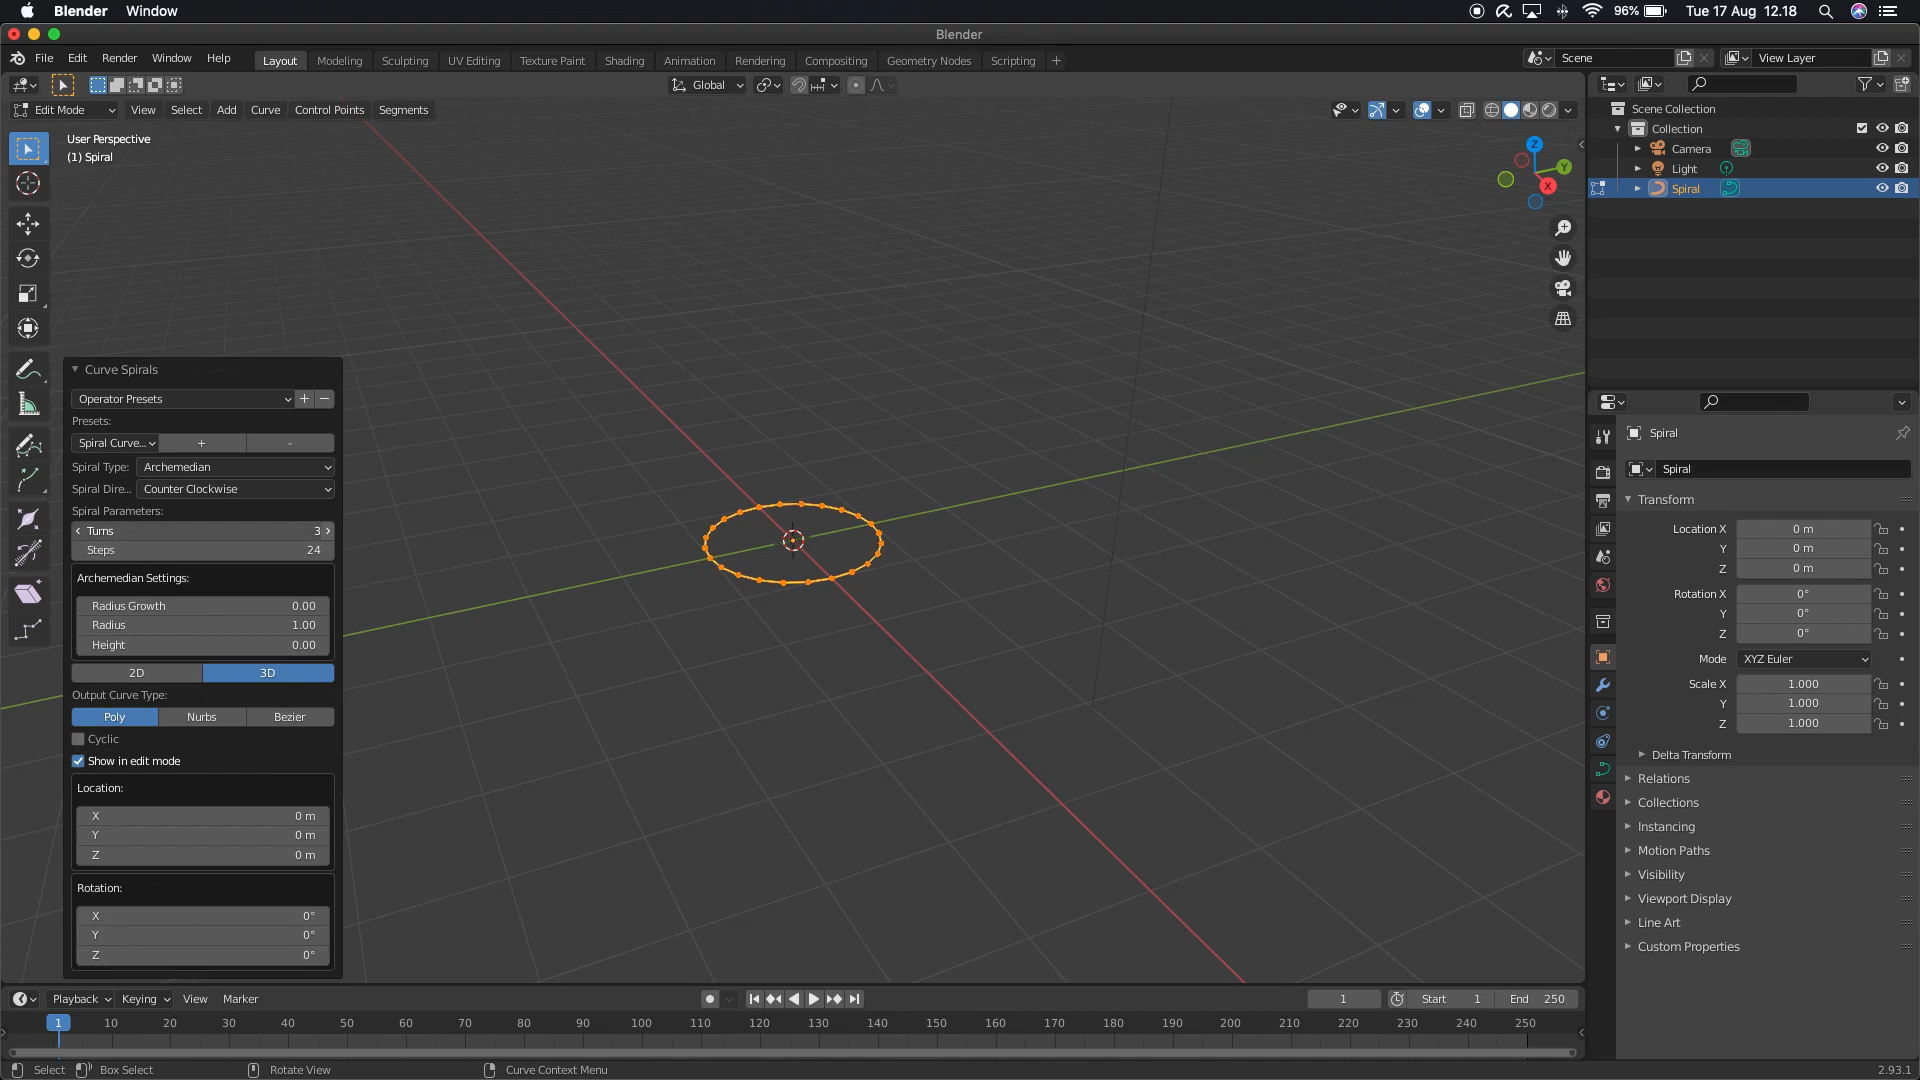 Blender Window 96% Tue 17 Aug 12.18
Blender
File Edit Render Window Help Layout Modeling Sculpting UV Editing Texture Paint Shading Animation Rendering Compositing Geometry Nodes Scripting + Scene View Layer
Global
Edit Mode View Select Add Curve Control Points Segments
User Perspective
(1) Spiral
Z
Y
X
Scene Collection
Collection
Camera
Light
Spiral
Curve Spirals
Operator Presets + −
Presets:
Spiral Curve... + -
Spiral Type: Archemedian
Spiral Dire... Counter Clockwise
Spiral Parameters:
Turns 3
Steps 24
Archemedian Settings:
Radius Growth 0.00
Radius 1.00
Height 0.00
2D 3D
Output Curve Type:
Poly Nurbs Bezier
Cyclic
Show in edit mode
Location:
X 0 m
Y 0 m
Z 0 m
Rotation:
X 0°
Y 0°
Z 0°
Spiral
Spiral
Transform
Location X 0 m
Y 0 m
Z 0 m
Rotation X 0°
Y 0°
Z 0°
Mode XYZ Euler
Scale X 1.000
Y 1.000
Z 1.000
Delta Transform
Relations
Collections
Instancing
Motion Paths
Visibility
Viewport Display
Line Art
Custom Properties
Playback Keying View Marker 1 Start 1 End 250
1 10 20 30 40 50 60 70 80 90 100 110 120 130 140 150 160 170 180 190 200 210 220 230 240 250
Select Box Select Rotate View Curve Context Menu 2.93.1